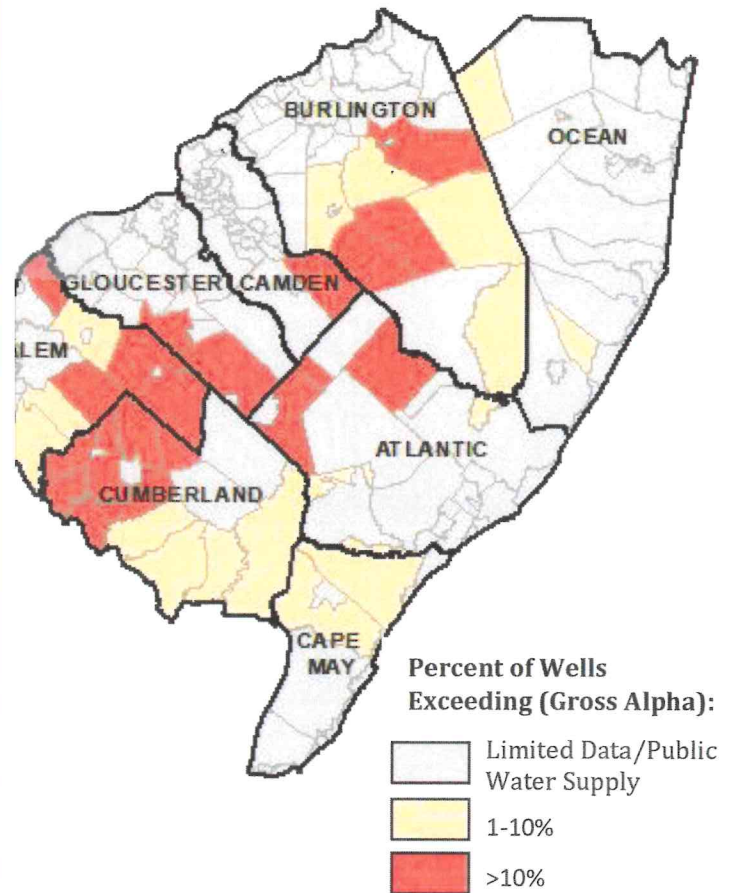 BURLINGTON
OCEAN
GLOUCESTER
CAMDEN
ALEM
ATLANTIC
CUMBERLAND
CAPE
MAY
Percent of Wells
Exceeding (Gross Alpha):
Limited Data/Public
Water Supply
1-10%
>10%